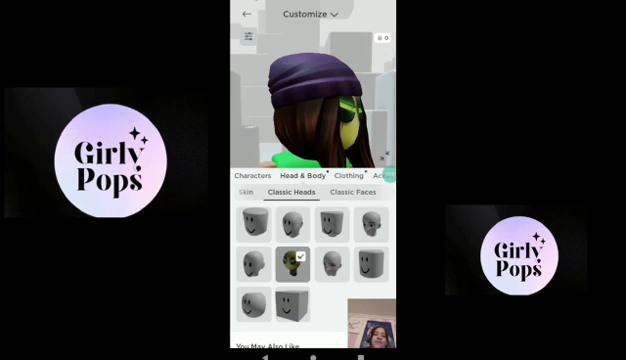 Customize
0
Characters
Head & Body
Clothing
Skin
Classic Heads
Classic Faces
You May Also Like
Girly
Pops
Girly
Pops